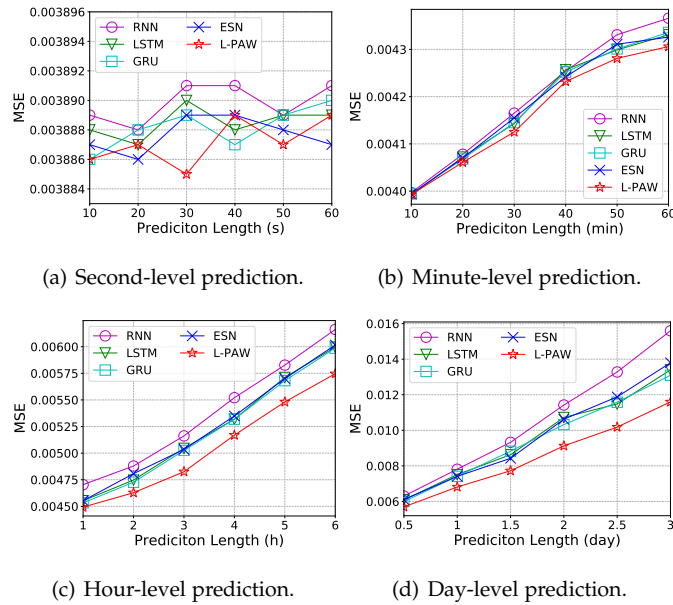 0.003896
0.003894
0.003892
0.003890
0.003888
0.003886
0.003884
MSE
RNN
LSTM
GRU
ESN
L-PAW
10 20 30 40 50 60
Prediciton Length (s)
(a) Second-level prediction.
0.0043
0.0042
0.0041
0.0040
MSE
RNN
LSTM
GRU
ESN
L-PAW
10 20 30 40 50 60
Prediciton Length (min)
(b) Minute-level prediction.
0.00600
0.00575
0.00550
0.00525
0.00500
0.00475
0.00450
MSE
RNN
LSTM
GRU
ESN
L-PAW
1 2 3 4 5 6
Prediciton Length (h)
(c) Hour-level prediction.
0.016
0.014
0.012
0.010
0.008
0.006
MSE
RNN
LSTM
GRU
ESN
L-PAW
0.5 1 1.5 2 2.5 3
Prediciton Length (day)
(d) Day-level prediction.